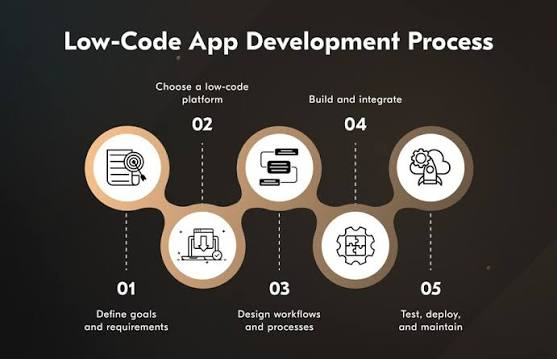 Low-Code App Development Process
01
Define goals
and requirements
Choose a low-code
platform
02
03
Design workflows
and processes
Build and integrate
04
05
Test, deploy,
and maintain